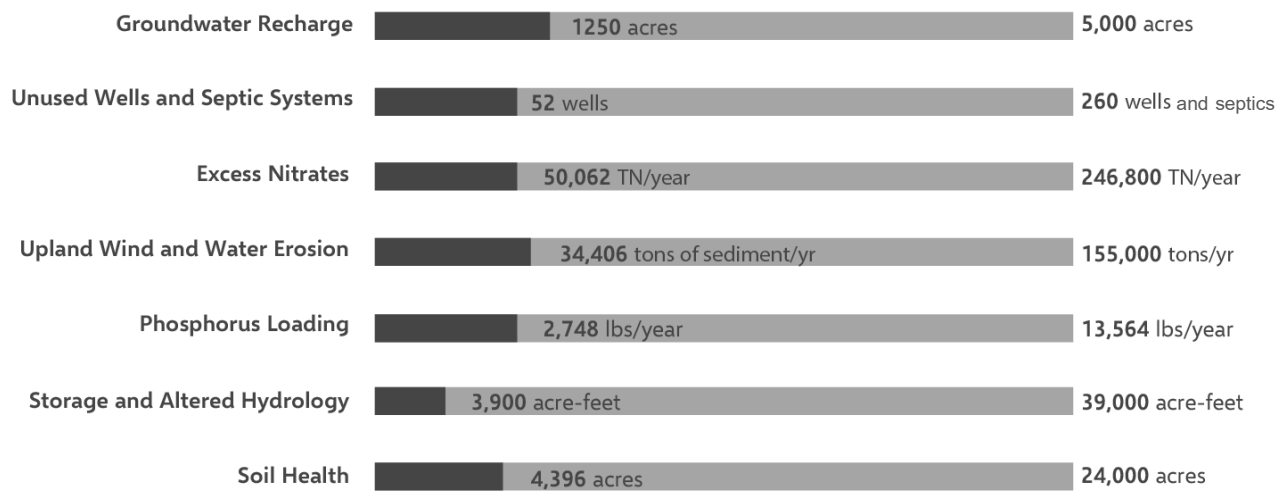 Groundwater Recharge 1250 acres 5,000 acres
Unused Wells and Septic Systems 52 wells 260 wells and septics
Excess Nitrates 50,062 TN/year 246,800 TN/year
Upland Wind and Water Erosion 34,406 tons of sediment/yr 155,000 tons/yr
Phosphorus Loading 2,748 lbs/year 13,564 lbs/year
Storage and Altered Hydrology 3,900 acre-feet 39,000 acre-feet
Soil Health 4,396 acres 24,000 acres